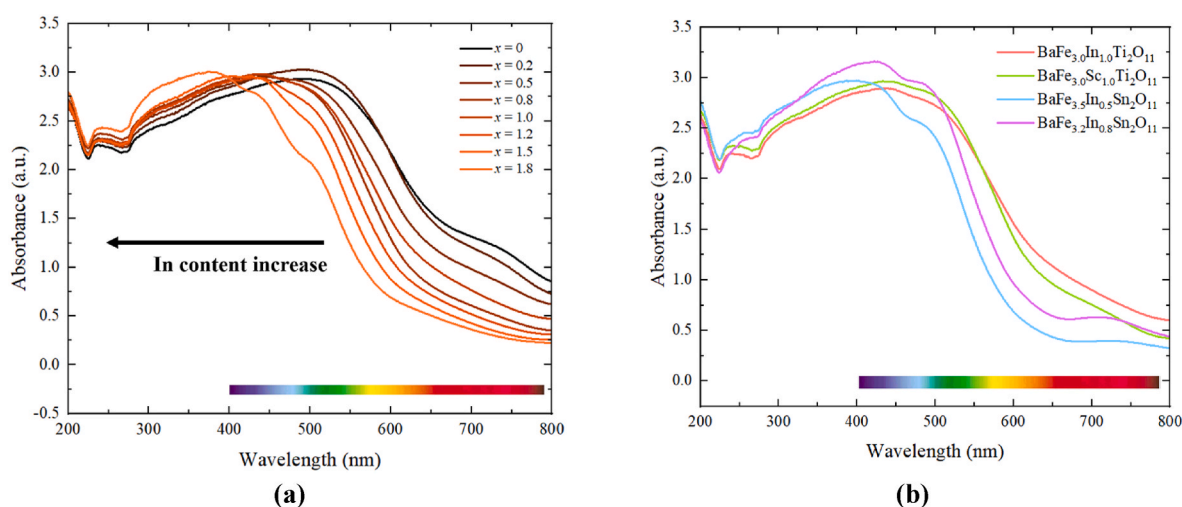 3.5
3.0
2.5
2.0
1.5
1.0
0.5
0.0
-0.5
Absorbance (a.u.)
x = 0
x = 0.2
x = 0.5
x = 0.8
x = 1.0
x = 1.2
x = 1.5
x = 1.8
In content increase
200 300 400 500 600 700 800
Wavelength (nm)
(a)
3.5
3.0
2.5
2.0
1.5
1.0
0.5
0.0
Absorbance (a.u.)
BaFe3.0In1.0Ti2O11
BaFe3.0Sc1.0Ti2O11
BaFe3.5In0.5Sn2O11
BaFe3.2In0.8Sn2O11
200 300 400 500 600 700 800
Wavelength (nm)
(b)